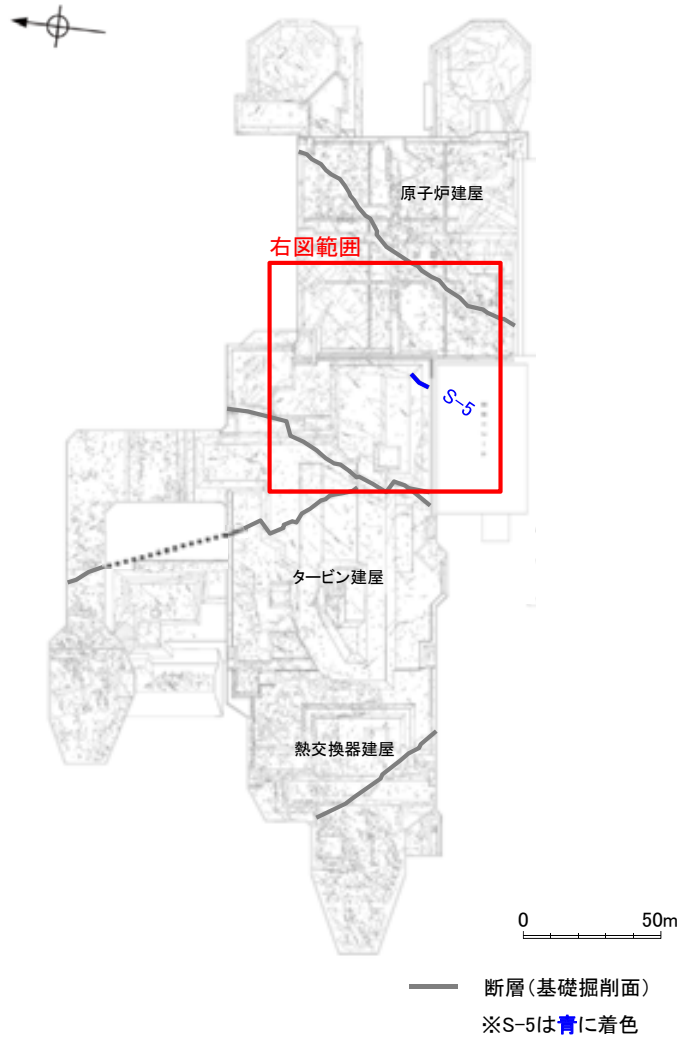 原子炉建屋
右図範囲
S-5
タービン建屋
熱交換器建屋
0 50m
断層(基礎掘削面)
※S-5は青に着色